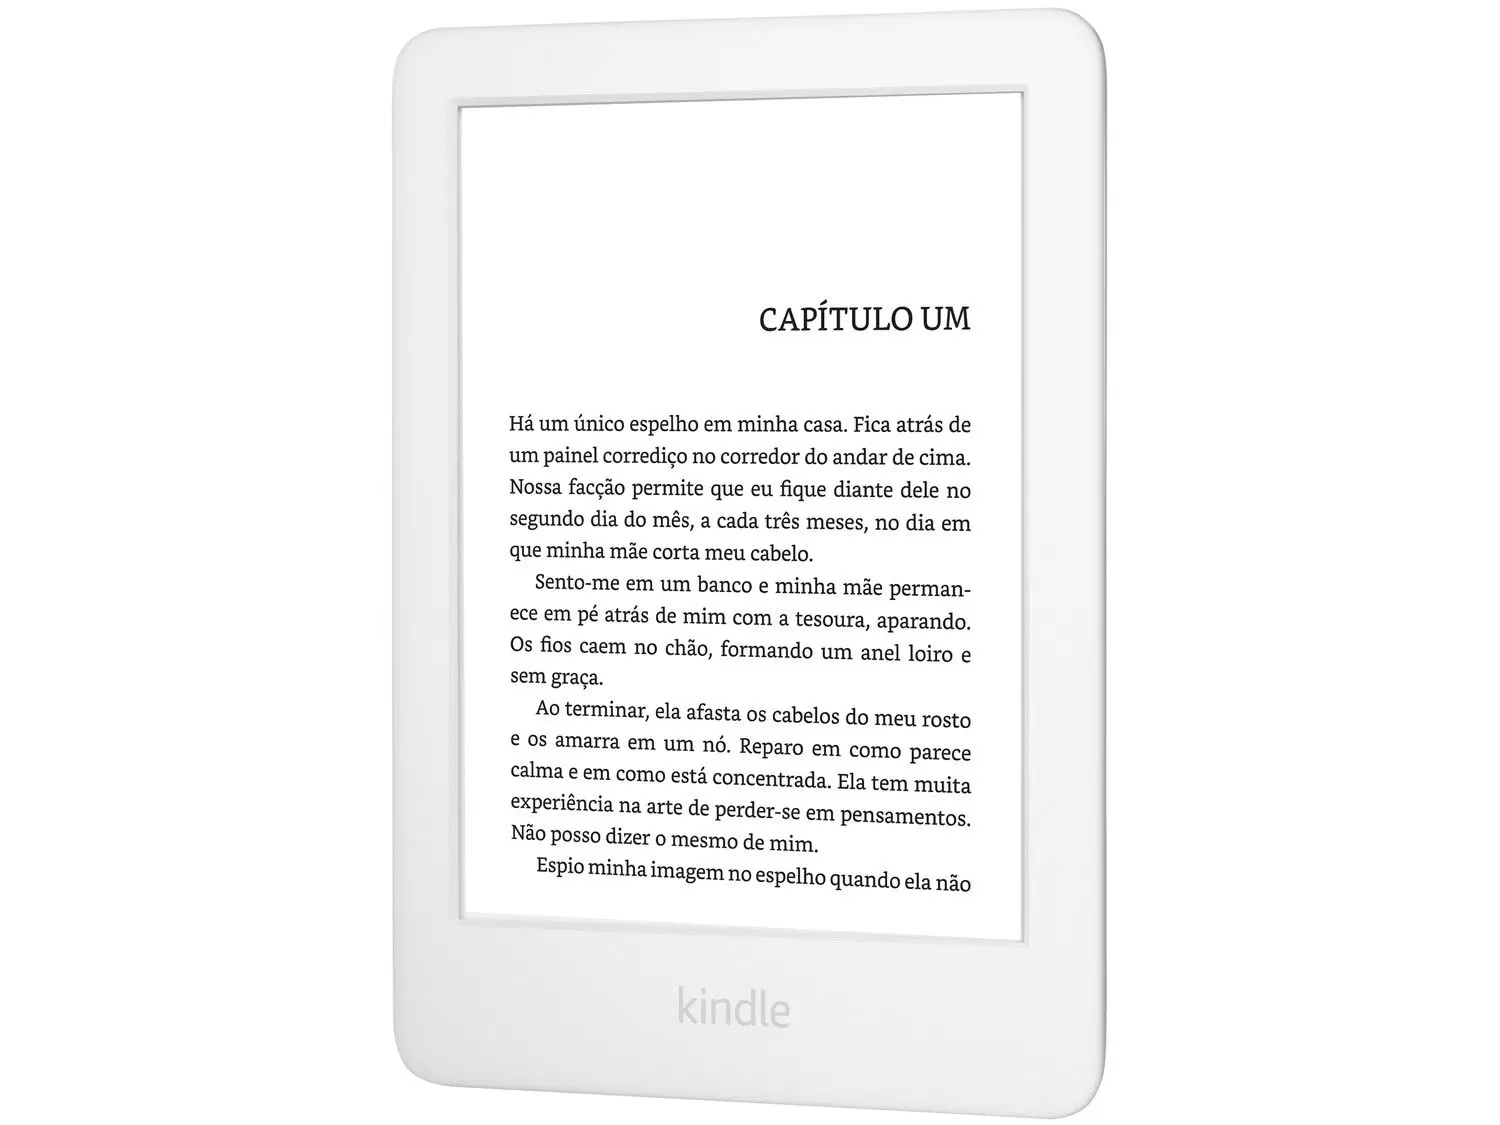 CAPÍTULO UM
Há um único espelho em minha casa. Fica atrás de
um painel corrediço no corredor do andar de cima.
Nossa facção permite que eu fique diante dele no
segundo dia do mês, a cada três meses, no dia em
que minha mãe corta meu cabelo.
Sento-me em um banco e minha mãe perman-
ece em pé atrás de mim com a tesoura, aparando.
Os fios caem no chão, formando um anel loiro e
sem graça.
Ao terminar, ela afasta os cabelos do meu rosto
e os amarra em um nó. Reparo em como parece
calma e em como está concentrada. Ela tem muita
experiência na arte de perder-se em pensamentos.
Não posso dizer o mesmo de mim.
Espio minha imagem no espelho quando ela não
kindle